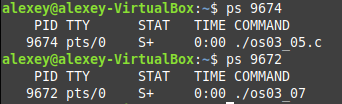 alexey@alexey-VirtualBox:~$ ps 9674
PID TTY STAT TIME COMMAND
9674 pts/0 S+ 0:00 ./os03_05.c
alexey@alexey-VirtualBox:~$ ps 9672
PID TTY STAT TIME COMMAND
9672 pts/0 S+ 0:00 ./os03_07